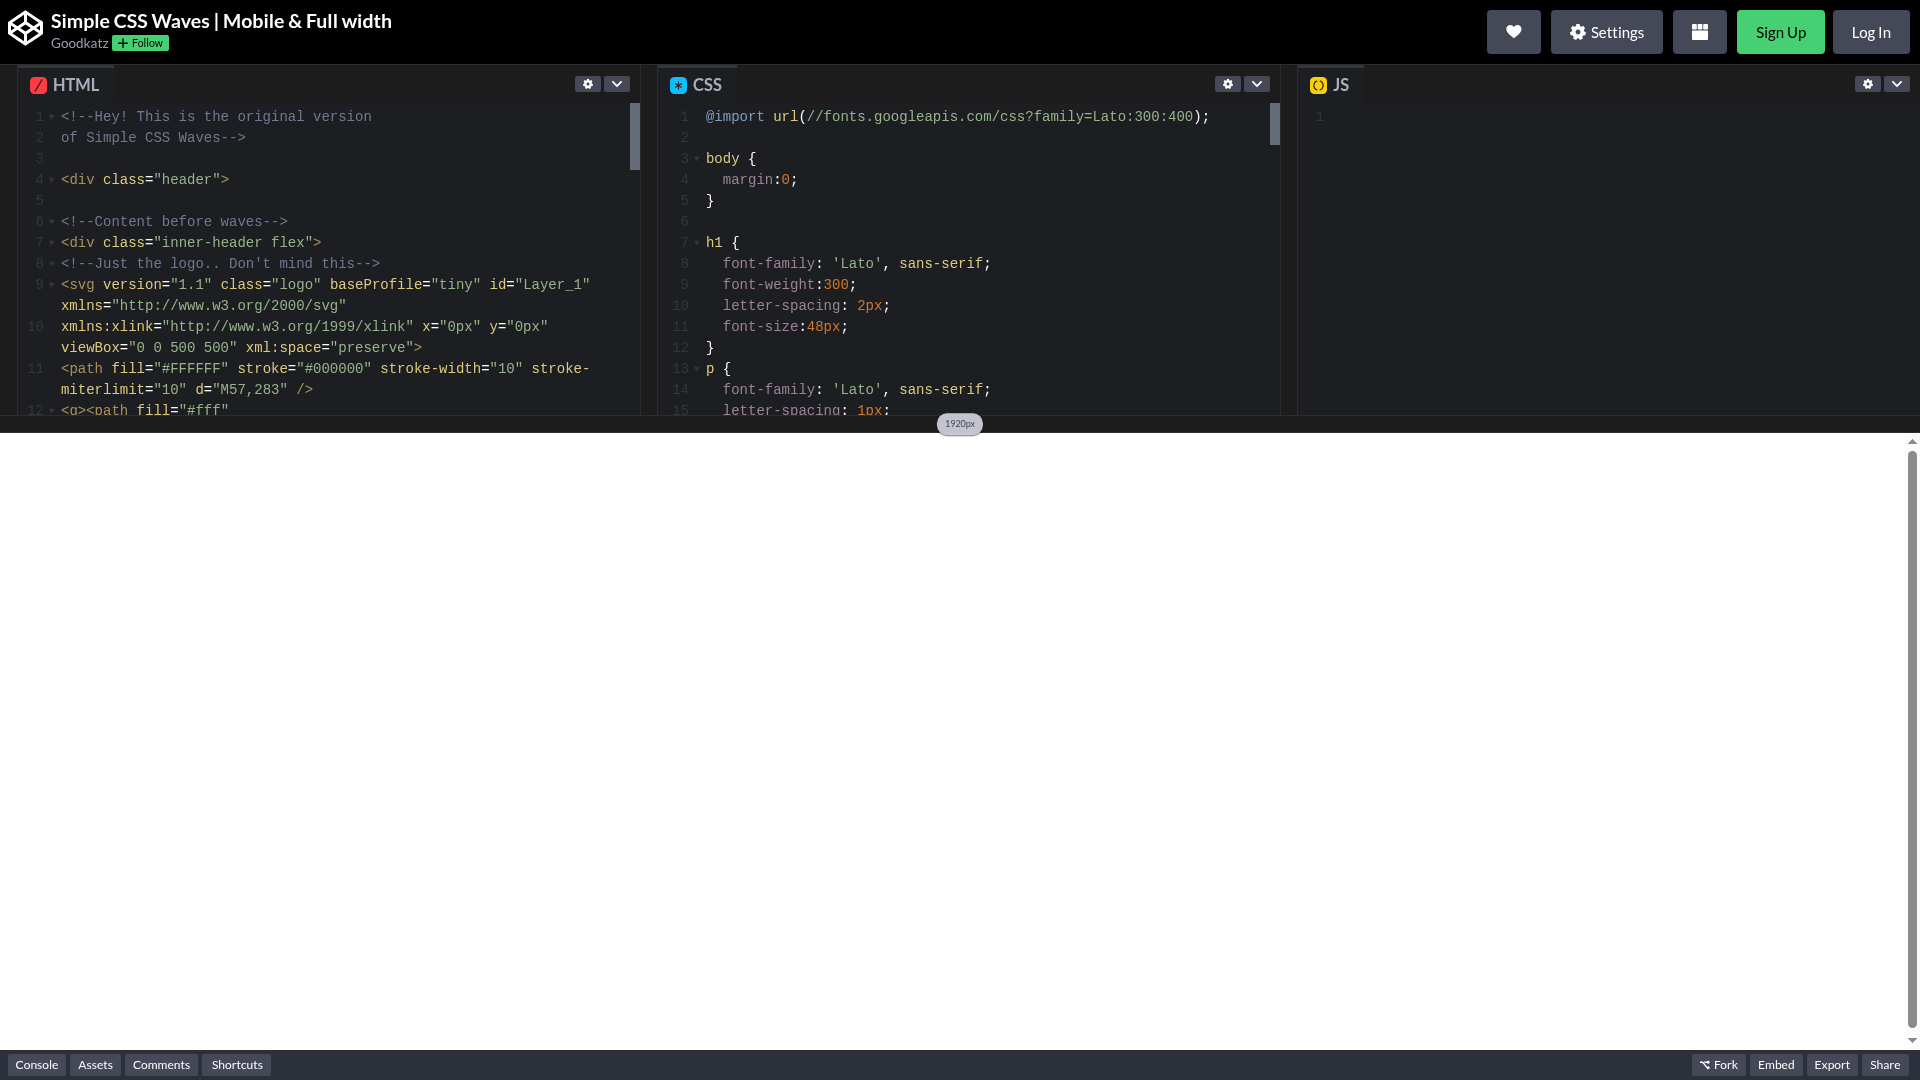 Simple CSS Waves | Mobile & Full width
Goodkatz + Follow
Settings
Sign Up
Log In
HTML
1 <!--Hey! This is the original version
2 of Simple CSS Waves-->
3
4 <div class="header">
5
6 <!--Content before waves-->
7 <div class="inner-header flex">
8 <!--Just the logo.. Don't mind this-->
9 <svg version="1.1" class="logo" baseProfile="tiny" id="Layer_1"
xmlns="http://www.w3.org/2000/svg"
10 xmlns:xlink="http://www.w3.org/1999/xlink" x="0px" y="0px"
viewBox="0 0 500 500" xml:space="preserve">
11 <path fill="#FFFFFF" stroke="#000000" stroke-width="10" stroke-
miterlimit="10" d="M57,283" />
12 <g><path fill="#fff"
CSS
1 @import url(//fonts.googleapis.com/css?family=Lato:300:400);
2
3 body {
4 margin:0;
5 }
6
7 h1 {
8 font-family: 'Lato', sans-serif;
9 font-weight:300;
10 letter-spacing: 2px;
11 font-size:48px;
12 }
13 p {
14 font-family: 'Lato', sans-serif;
15 letter-spacing: 1px;
JS
1
1920px
Console
Assets
Comments
Shortcuts
Fork
Embed
Export
Share